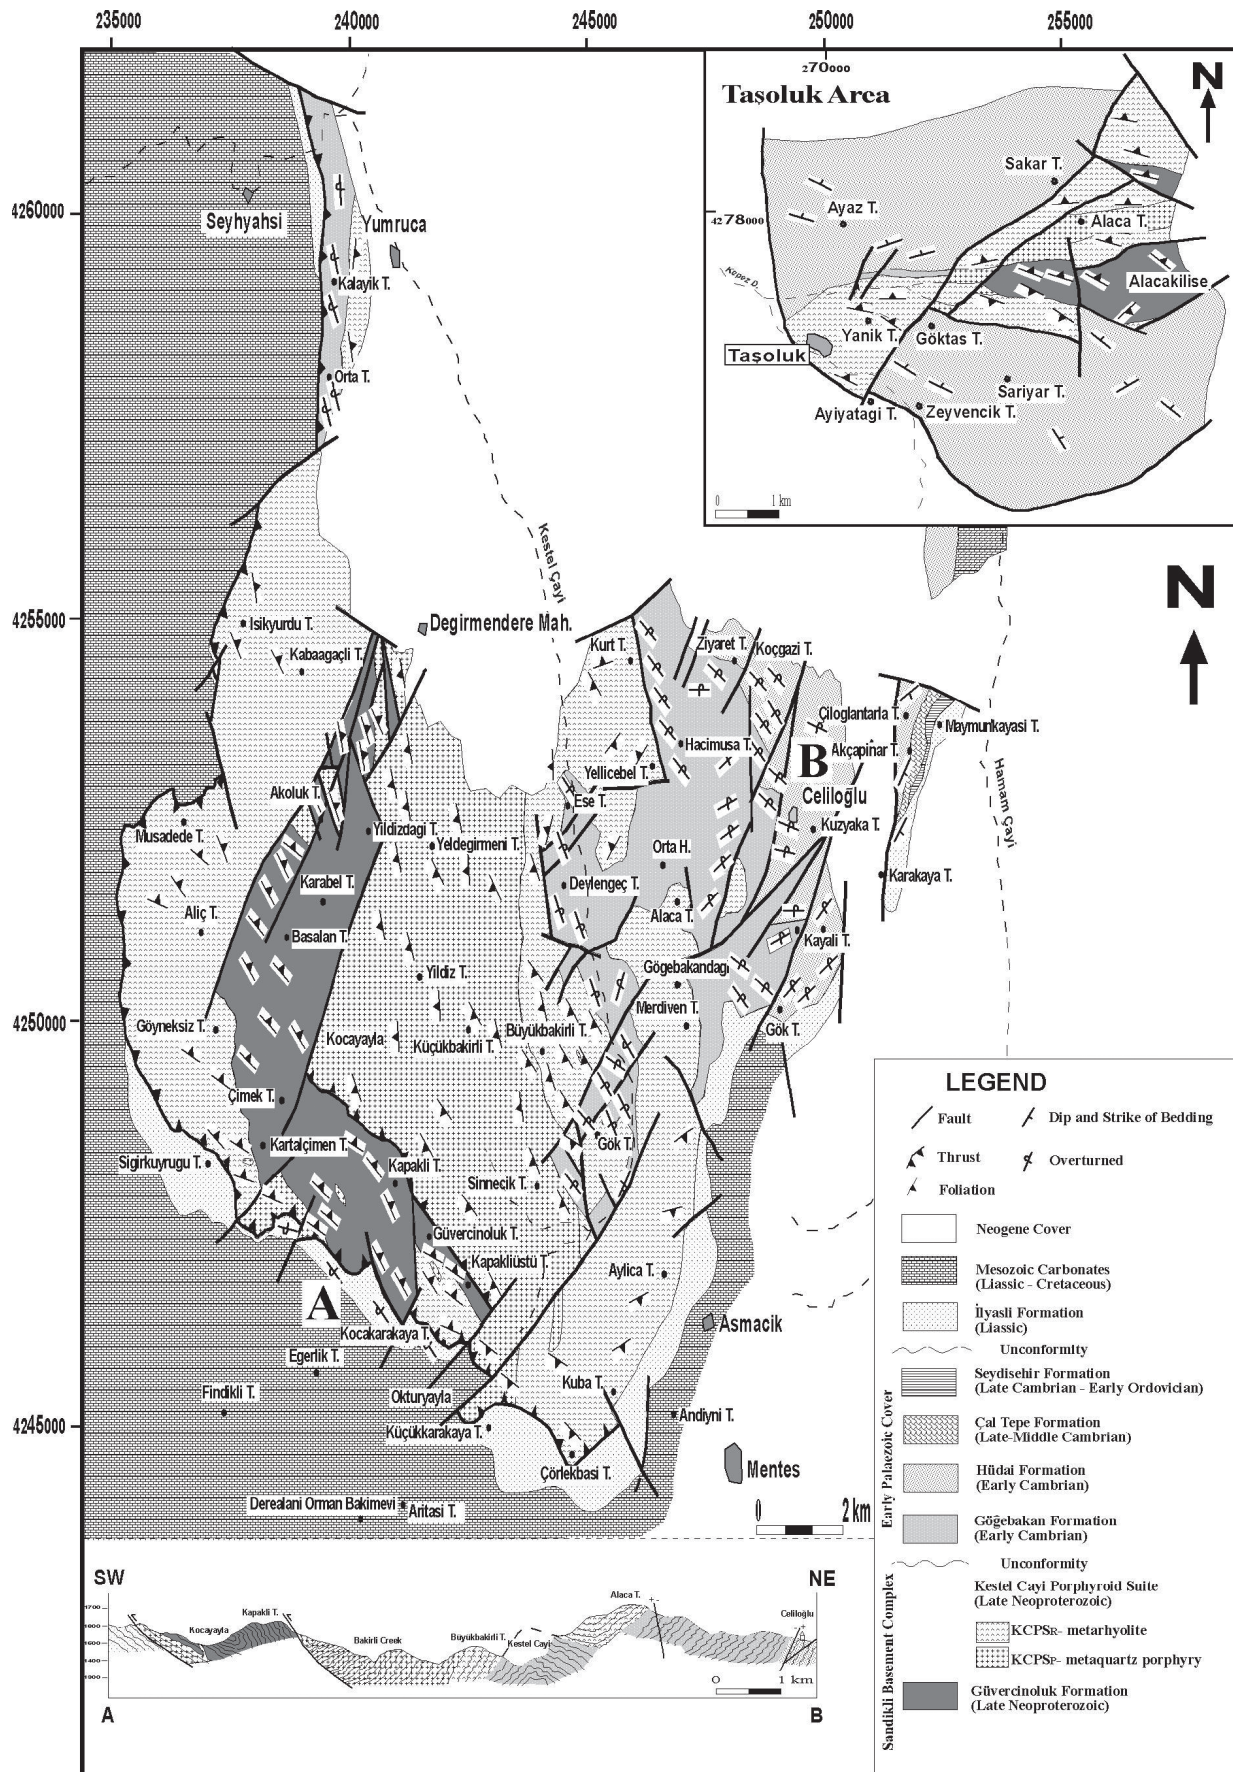 235000
240000
245000
250000
255000
4260000
4255000
4250000
4245000
270000
Taşoluk Area
N
4278000
Sakar T.
Ayaz T.
Alaca T.
Kepez D.
Alacakilise
Yanik T.
Göktas T.
Taşoluk
Sariyar T.
Ayiyatagi T.
Zeyvencik T.
0 1 km
Seyhyahsi
Yumruca
Kalayik T.
Orta T.
Kestel Çayi
N
Isikyurdu T.
Degirmendere Mah.
Kabaagaçli T.
Kurt T.
Ziyaret T.
Koçgazi T.
Çiloglantarla T.
Maymunkayasi T.
Hacimusa T.
Akçapinar T.
B
Yellicebel T.
Celiloğlu
Hamam Çayi
Akoluk T.
Ese T.
Musadede T.
Yildizdagi T.
Yeldegirmeni T.
Kuzyaka T.
Orta H.
Karabel T.
Deylengeç T.
Karakaya T.
Aliç T.
Alaca T.
Basalan T.
Kayali T.
Yildiz T.
Gögebakandagi
Merdiven T.
Göyneksiz T.
Büyükbakirli T.
Gök T.
Kocayayla
Küçükbakirli T.
Çimek T.
Kartalçimen T.
Gök T.
Sigirkuyrugu T.
Kapakli T.
Sinneçik T.
Güvercinoluk T.
Kapakliüstü T.
Aylica T.
A
Kocakarakaya T.
Asmacik
Egerlik T.
Kuba T.
Findikli T.
Okturyayla
Andiyni T.
Küçükkarakaya T.
Çörlekbasi T.
Mentes
Derealani Orman Bakimevi
Aritasi T.
0 2 km
LEGEND
Fault
Dip and Strike of Bedding
Thrust
Overturned
Foliation
Neogene Cover
Mesozoic Carbonates
(Liassic - Cretaceous)
İlyasli Formation
(Liassic)
Unconformity
Early Palaezoic Cover
Seydisehir Formation
(Late Cambrian - Early Ordovician)
Çal Tepe Formation
(Late-Middle Cambrian)
Hüdai Formation
(Early Cambrian)
Göğebakan Formation
(Early Cambrian)
Unconformity
Sandikli Basement Complex
Kestel Cayi Porphyroid Suite
(Late Neoproterozoic)
KCPSR- metarhyolite
KCPSP- metaquartz porphyry
Güvercinoluk Formation
(Late Neoproterozoic)
SW
NE
Alaca T.
Kapakli T.
Celiloğlu
Kocayayla
Bakirli Creek
Büyükbakirli T.
Kestel Cayi
0 1 km
A
B